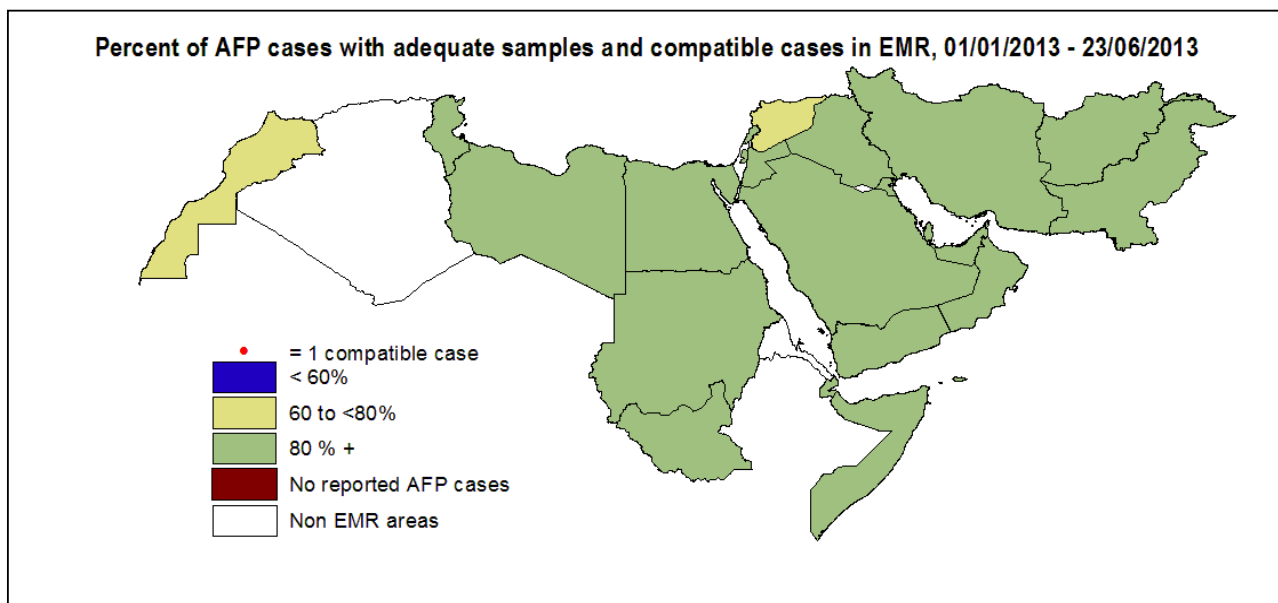 Percent of AFP cases with adequate samples and compatible cases in EMR, 01/01/2013 - 23/06/2013
= 1 compatible case
< 60%
60 to <80%
80 % +
No reported AFP cases
Non EMR areas